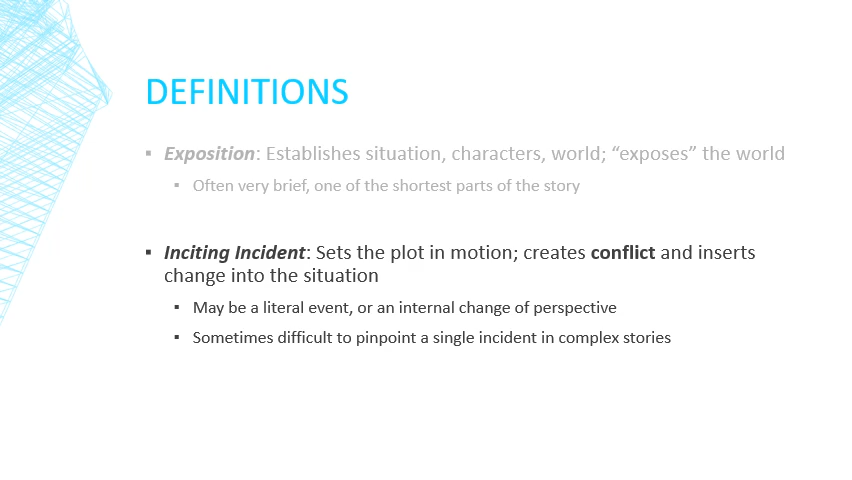 DEFINITIONS
▪ Exposition: Establishes situation, characters, world; “exposes” the world
▪ Often very brief, one of the shortest parts of the story
▪ Inciting Incident: Sets the plot in motion; creates conflict and inserts
change into the situation
▪ May be a literal event, or an internal change of perspective
▪ Sometimes difficult to pinpoint a single incident in complex stories